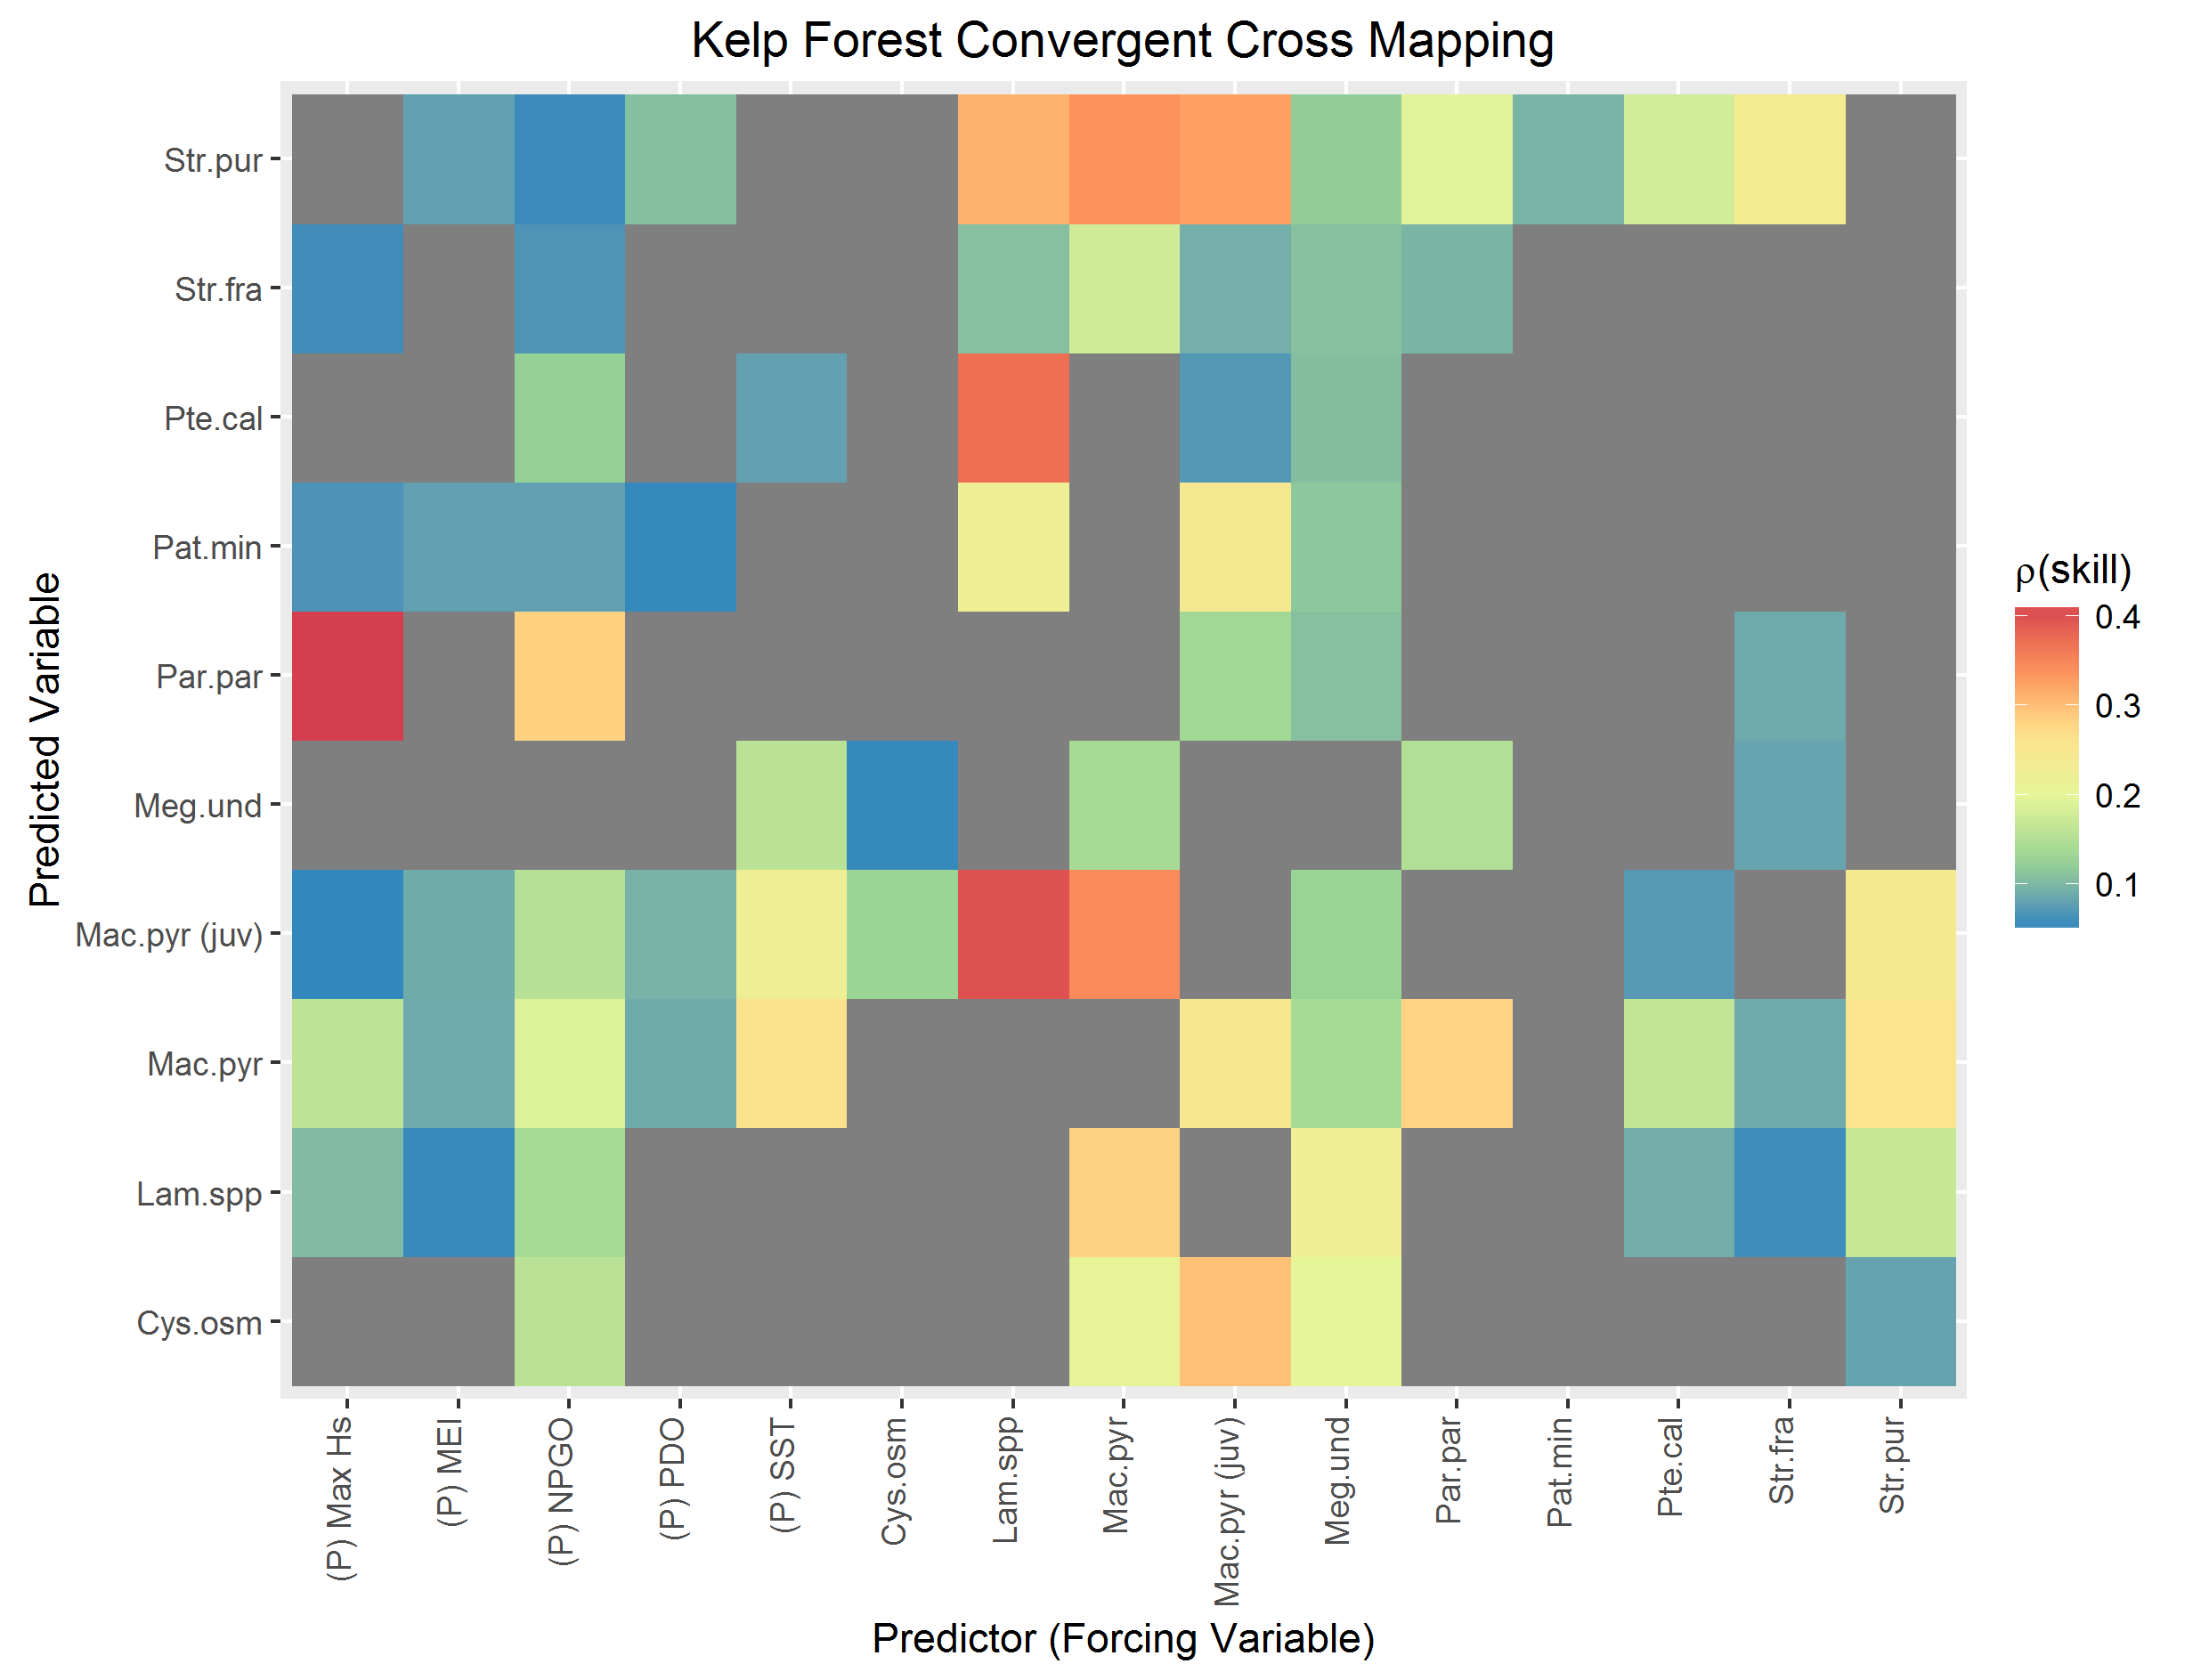 Kelp Forest Convergent Cross Mapping
Predicted Variable
Str.pur
Str.fra
Pte.cal
Pat.min
Par.par
Meg.und
Mac.pyr (juv)
Mac.pyr
Lam.spp
Cys.osm
(P) Max Hs
(P) MEI
(P) NPGO
(P) PDO
(P) SST
Cys.osm
Lam.spp
Mac.pyr
Mac.pyr (juv)
Meg.und
Par.par
Pat.min
Pte.cal
Str.fra
Str.pur
Predictor (Forcing Variable)
ρ(skill)
0.4
0.3
0.2
0.1